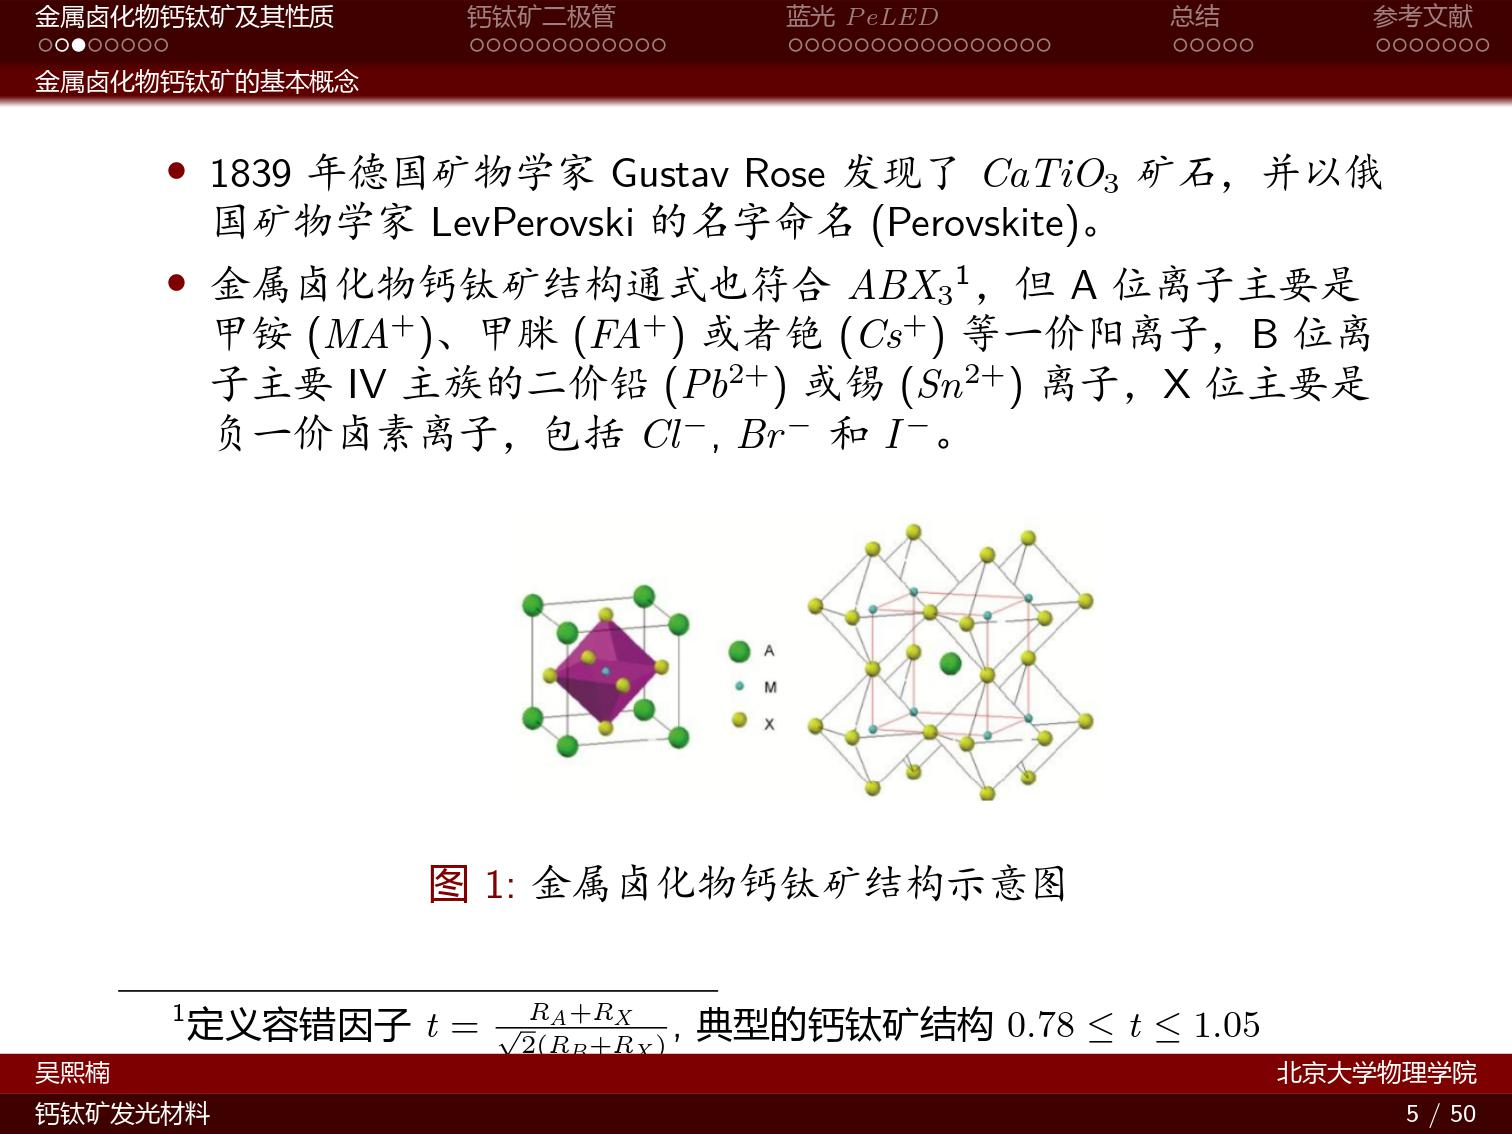 金属卤化物钙钛矿及其性质 钙钛矿二极管 蓝光 PeLED 总结 参考文献
金属卤化物钙钛矿的基本概念
• 1839 年德国矿物学家 Gustav Rose 发现了 CaTiO₃ 矿石，并以俄
国矿物学家 LevPerovski 的名字命名 (Perovskite)。
• 金属卤化物钙钛矿结构通式也符合 ABX₃¹，但 A 位离子主要是
甲铵 (MA⁺)、甲脒 (FA⁺) 或者铯 (Cs⁺) 等一价阳离子，B 位离
子主要 IV 主族的二价铅 (Pb²⁺) 或锡 (Sn²⁺) 离子，X 位主要是
负一价卤素离子，包括 Cl⁻, Br⁻ 和 I⁻。
A
M
X
图 1: 金属卤化物钙钛矿结构示意图
¹定义容错因子 t = (R_A+R_X)/(√2(R_B+R_X)), 典型的钙钛矿结构 0.78 ≤ t ≤ 1.05
吴熙楠 北京大学物理学院
钙钛矿发光材料 5 / 50